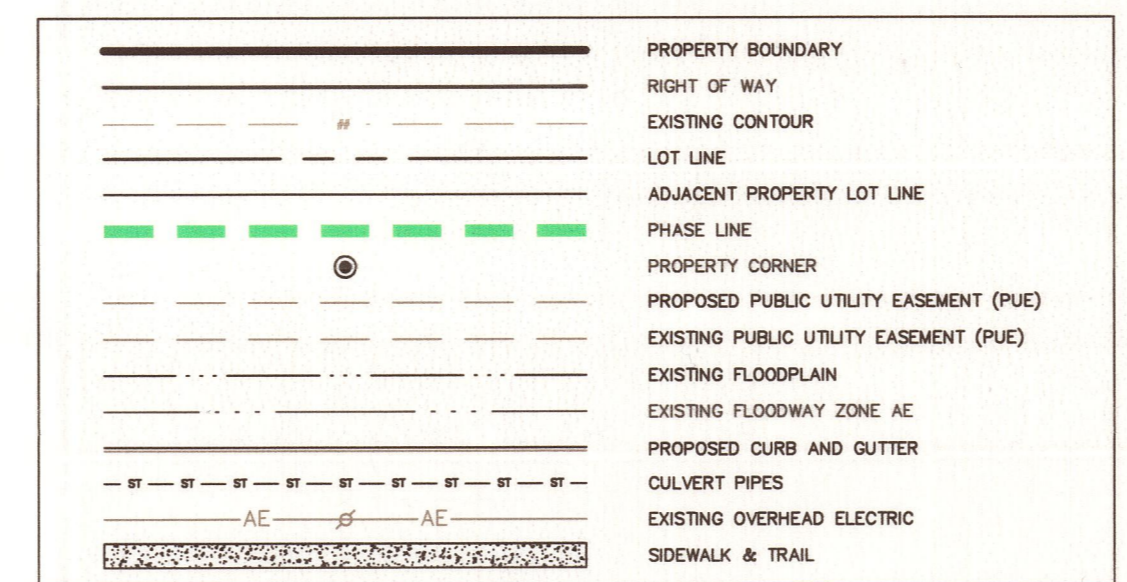 PROPERTY BOUNDARY
RIGHT OF WAY
# EXISTING CONTOUR
LOT LINE
ADJACENT PROPERTY LOT LINE
PHASE LINE
PROPERTY CORNER
PROPOSED PUBLIC UTILITY EASEMENT (PUE)
EXISTING PUBLIC UTILITY EASEMENT (PUE)
EXISTING FLOODPLAIN
EXISTING FLOODWAY ZONE AE
PROPOSED CURB AND GUTTER
ST ST ST ST ST ST ST ST ST CULVERT PIPES
AE AE EXISTING OVERHEAD ELECTRIC
SIDEWALK & TRAIL